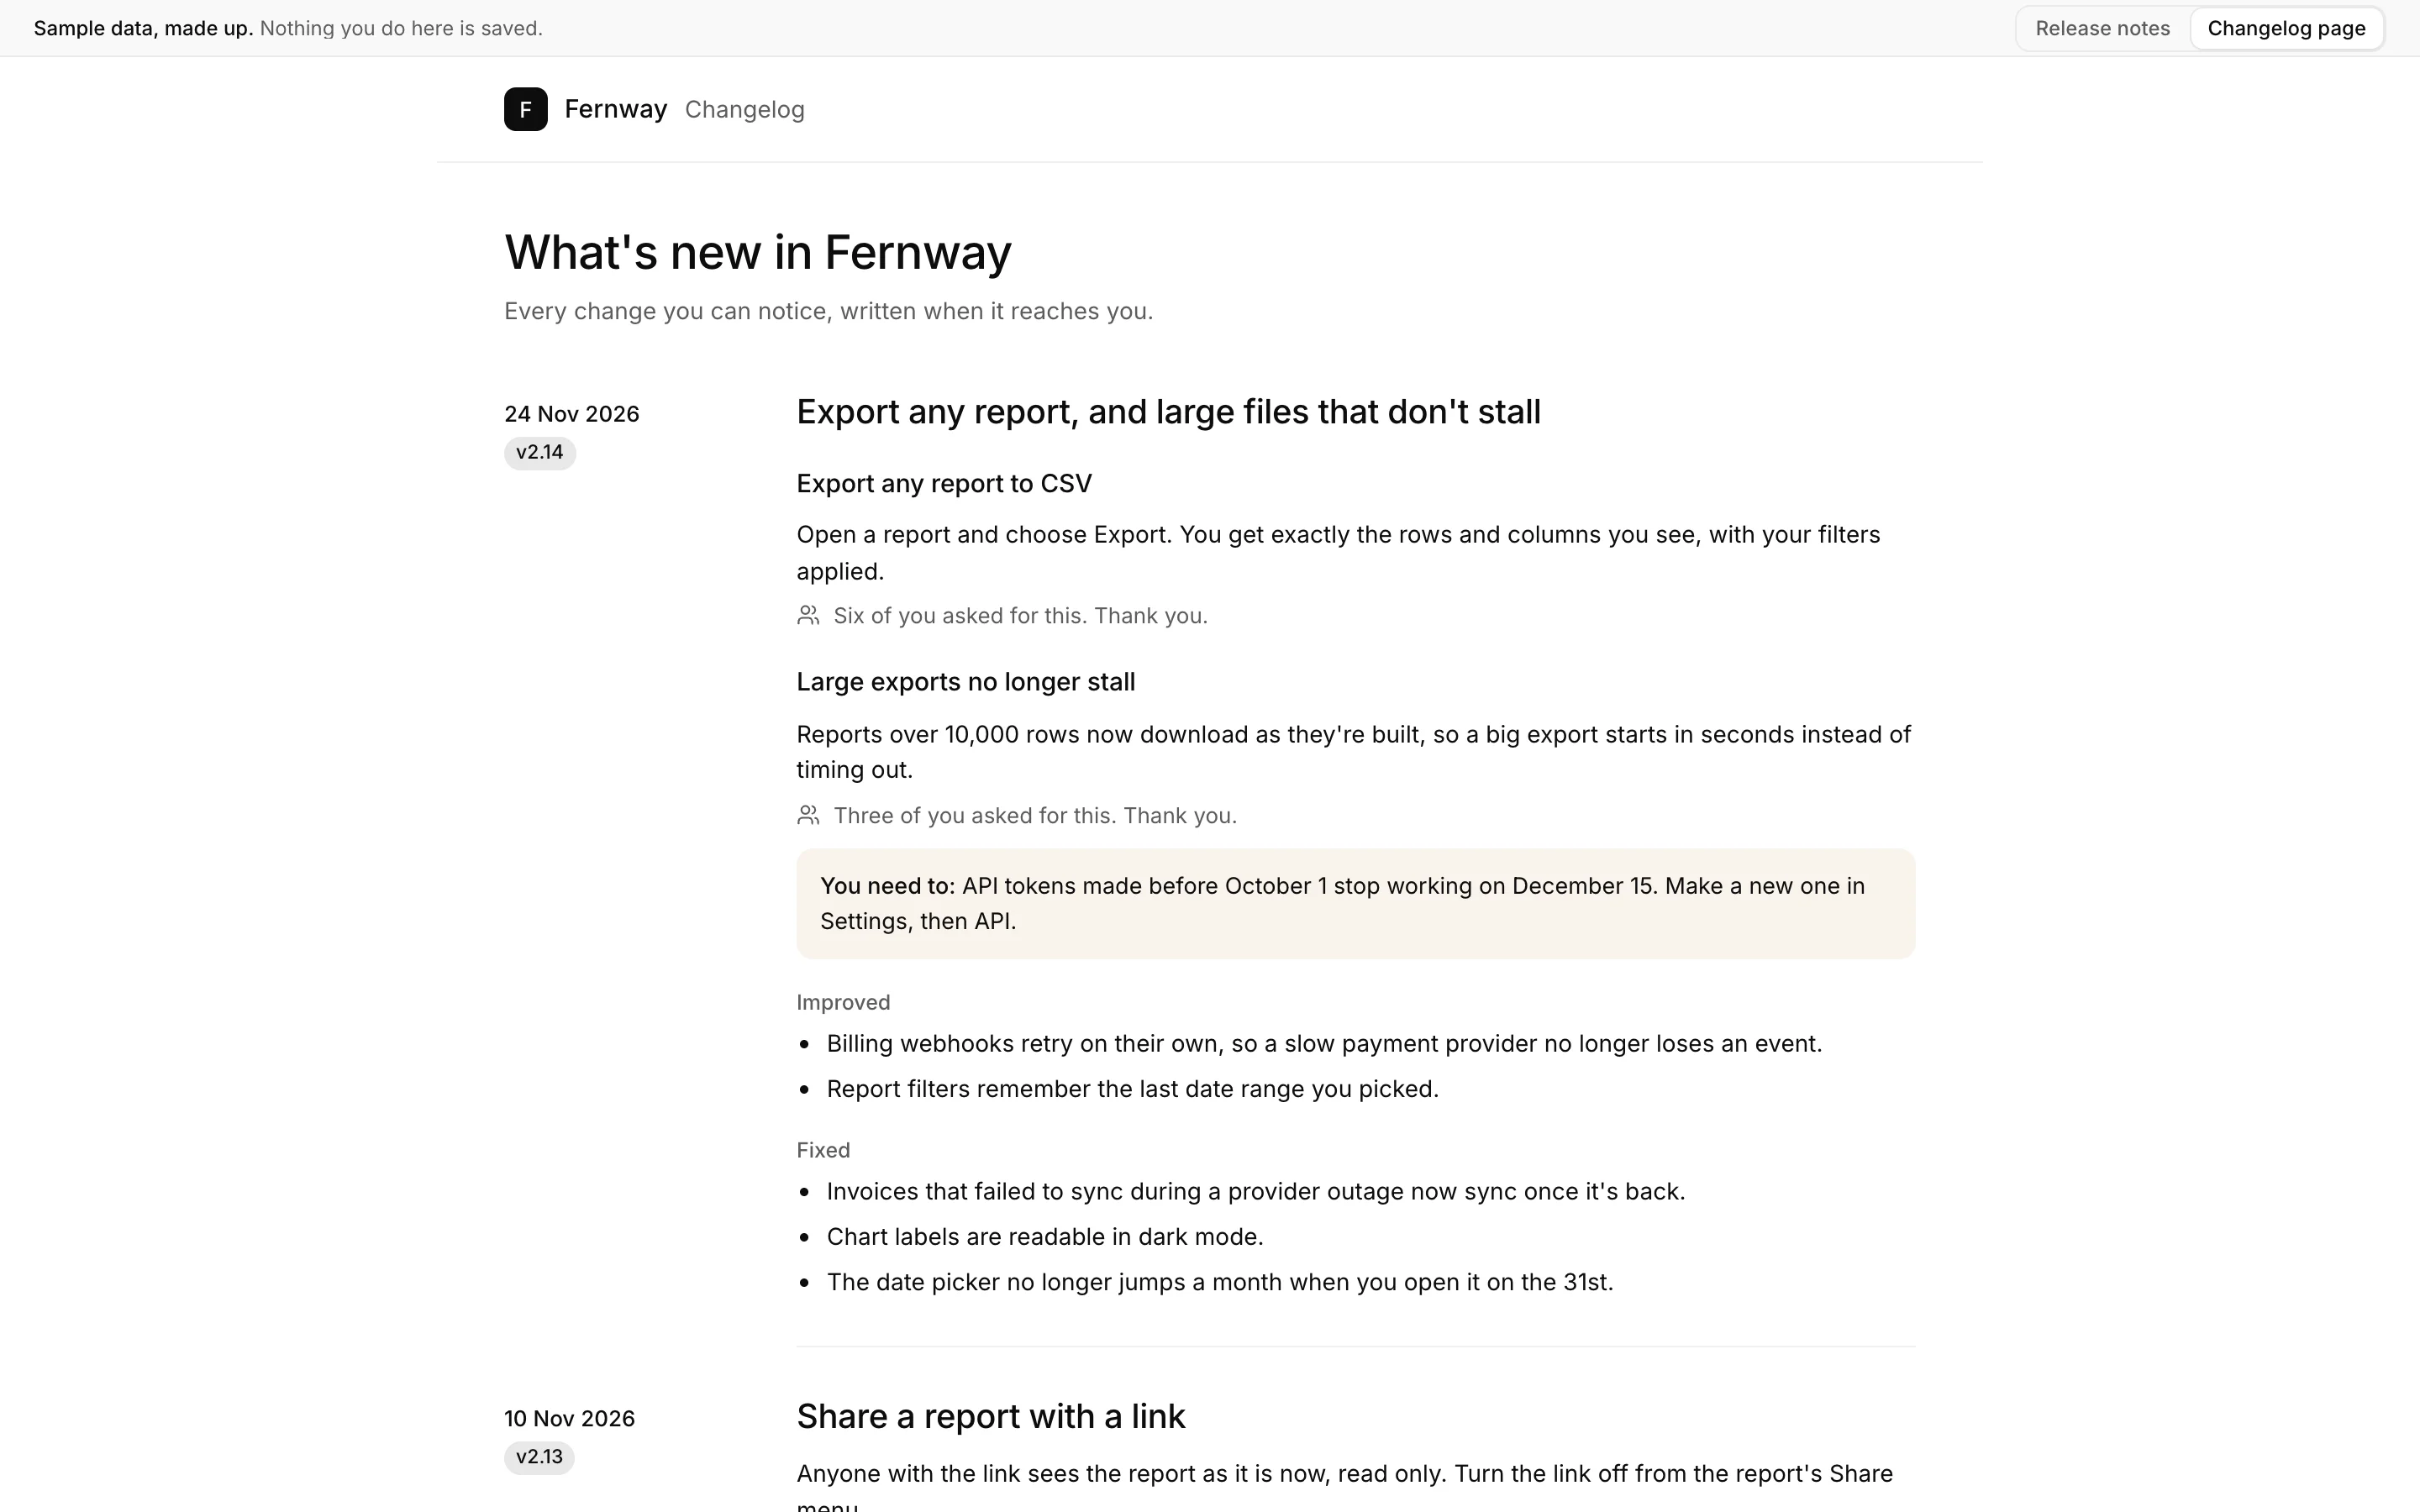 Sample data, made up. Nothing you do here is saved.
Release notes
Changelog page
F
Fernway Changelog
What's new in Fernway
Every change you can notice, written when it reaches you.
24 Nov 2026
v2.14
Export any report, and large files that don't stall
Export any report to CSV
Open a report and choose Export. You get exactly the rows and columns you see, with your filters
applied.
Six of you asked for this. Thank you.
Large exports no longer stall
Reports over 10,000 rows now download as they're built, so a big export starts in seconds instead of
timing out.
Three of you asked for this. Thank you.
You need to: API tokens made before October 1 stop working on December 15. Make a new one in
Settings, then API.
Improved
• Billing webhooks retry on their own, so a slow payment provider no longer loses an event.
• Report filters remember the last date range you picked.
Fixed
• Invoices that failed to sync during a provider outage now sync once it's back.
• Chart labels are readable in dark mode.
• The date picker no longer jumps a month when you open it on the 31st.
10 Nov 2026
v2.13
Share a report with a link
Anyone with the link sees the report as it is now, read only. Turn the link off from the report's Share
menu.